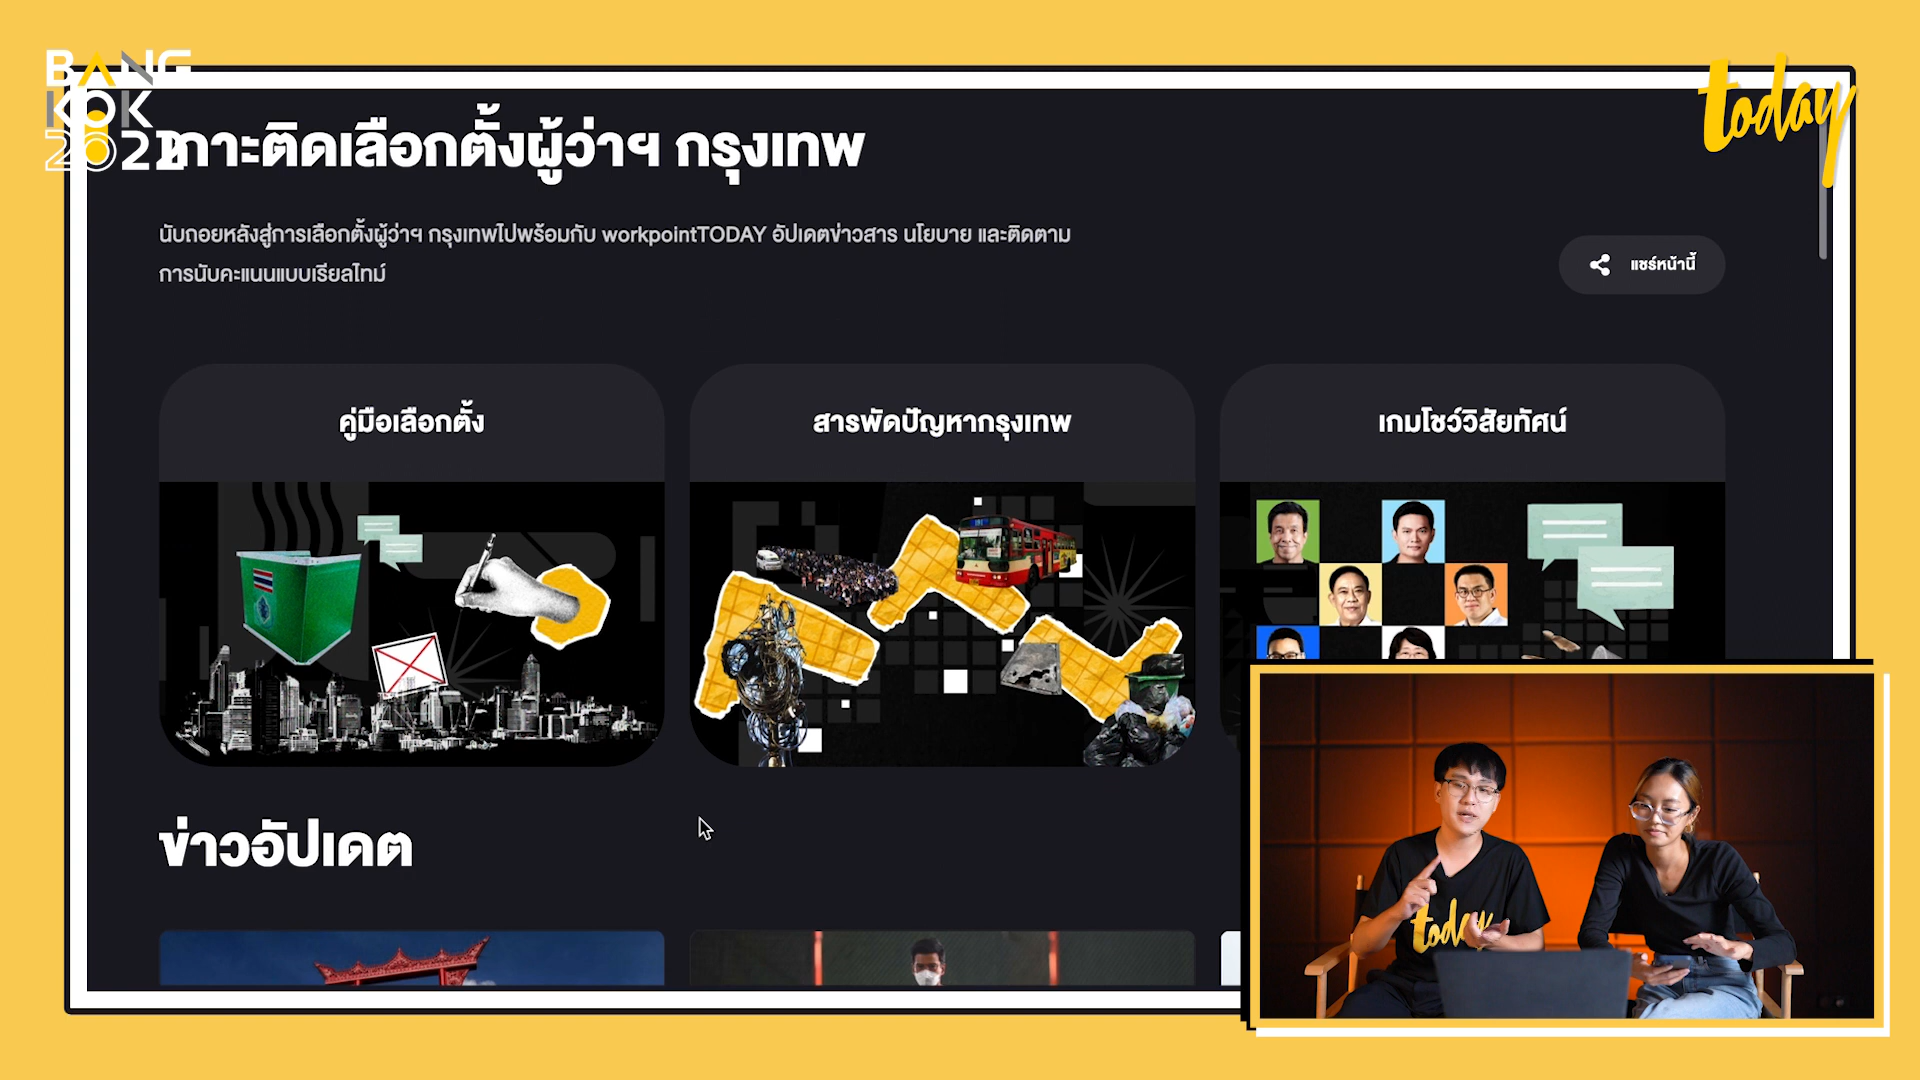 BANG
KOK
2022
today
เกาะติดเลือกตั้งผู้ว่าฯ กรุงเทพ
นับถอยหลังสู่การเลือกตั้งผู้ว่าฯ กรุงเทพไปพร้อมกับ workpointTODAY อัปเดตข่าวสาร นโยบาย และติดตาม
การนับคะแนนแบบเรียลไทม์
แชร์หน้านี้
คู่มือเลือกตั้ง
สารพัดปัญหากรุงเทพ
เกมโชว์วิสัยทัศน์
ข่าวอัปเดต
today